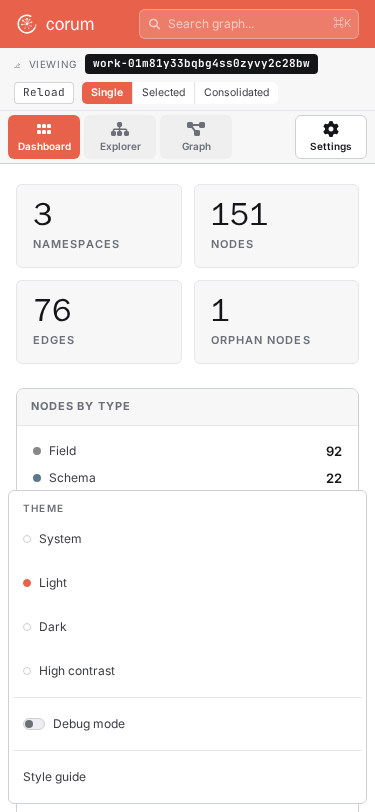 corum
Search graph... ⌘K
VIEWING work-01m81y33bqbg4ss0zyvy2c28bw
Reload Single Selected Consolidated
Dashboard Explorer Graph Settings
3 151
NAMESPACES NODES
76 1
EDGES ORPHAN NODES
NODES BY TYPE
Field 92
Schema 22
THEME
System
Light
Dark
High contrast
Debug mode
Style guide